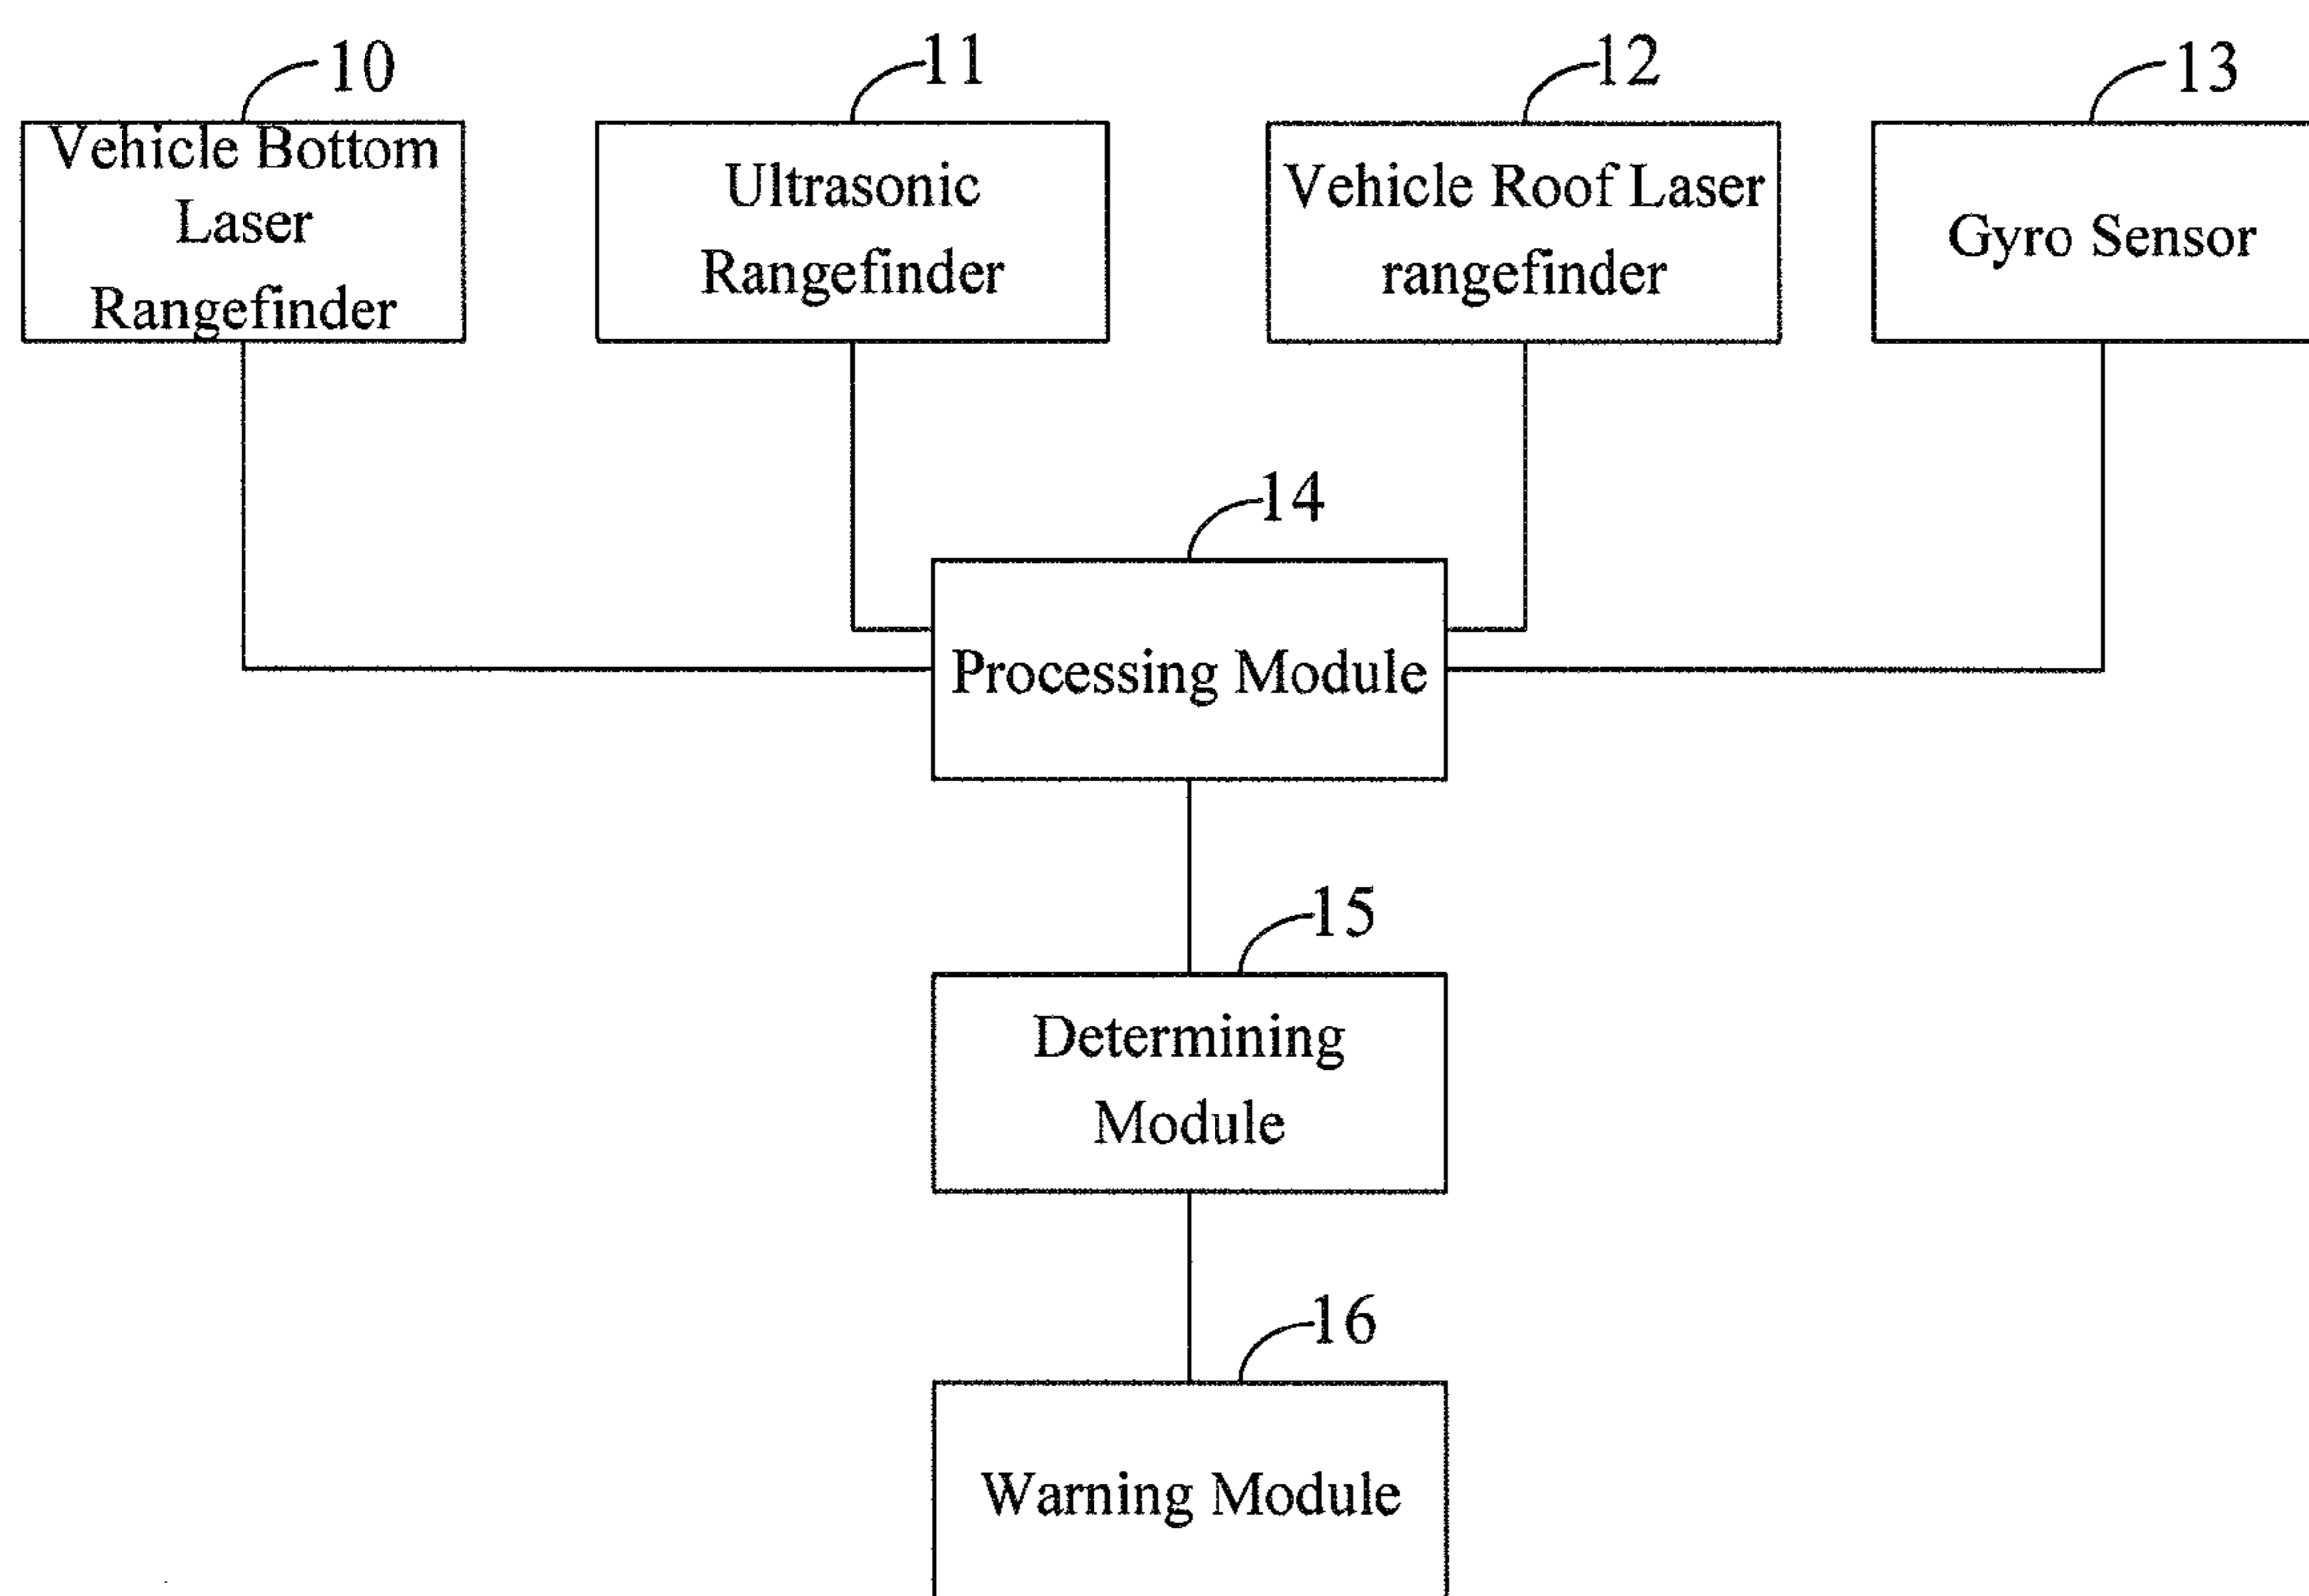 10
11
12
13
Vehicle Bottom
Laser
Rangefinder
Ultrasonic
Rangefinder
Vehicle Roof Laser
rangefinder
Gyro Sensor
14
Processing Module
15
Determining
Module
16
Warning Module